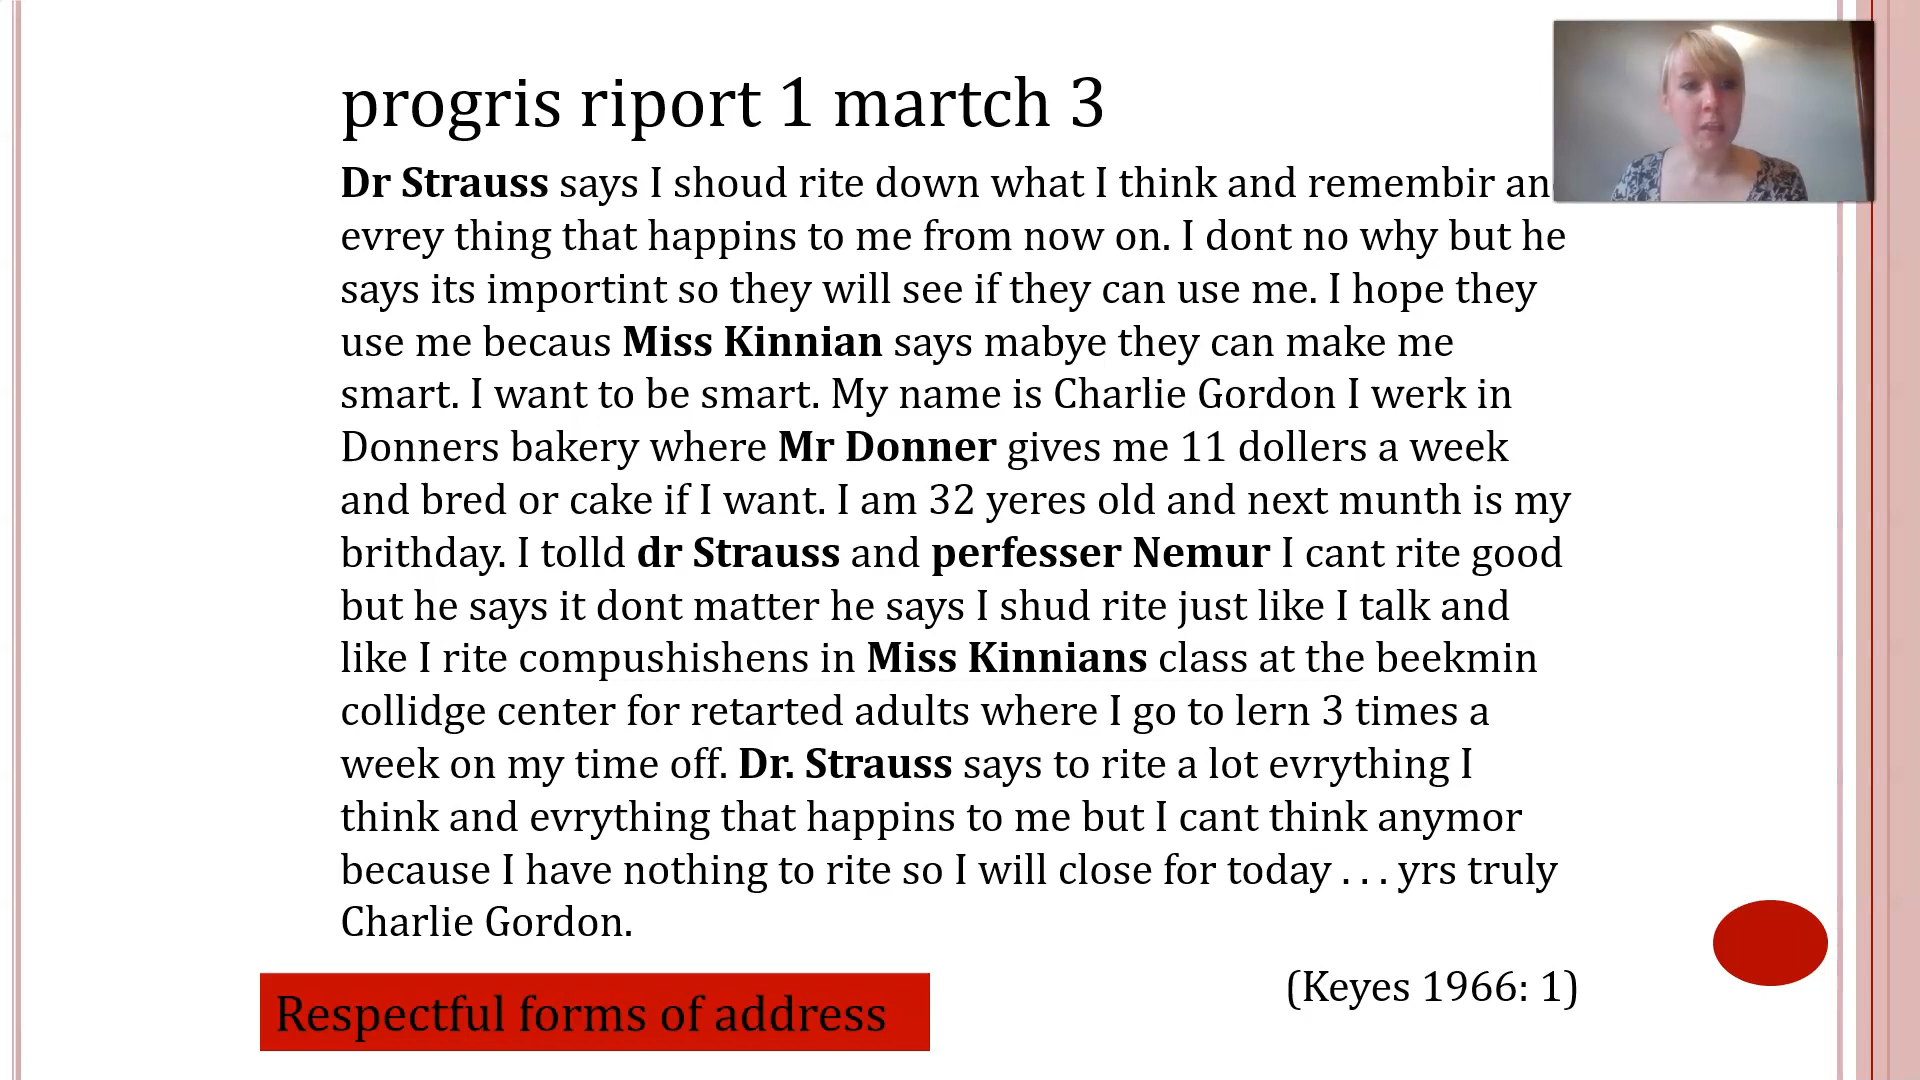 progris riport 1 martch 3
Dr Strauss says I shoud rite down what I think and remembir
evrey thing that happins to me from now on. I dont no why but he
says its importint so they will see if they can use me. I hope they
use me becaus Miss Kinnian says mabye they can make me
smart. I want to be smart. My name is Charlie Gordon I werk in
Donners bakery where Mr Donner gives me 11 dollers a week
and bred or cake if I want. I am 32 yeres old and next munth is my
brithday. I tolld dr Strauss and perfesser Nemur I cant rite good
but he says it dont matter he says I shud rite just like I talk and
like I rite compushishens in Miss Kinnians class at the beekmin
collidge center for retarted adults where I go to lern 3 times a
week on my time off. Dr. Strauss says to rite a lot evrything I
think and evrything that happins to me but I cant think anymor
because I have nothing to rite so I will close for today . . . yrs truly
Charlie Gordon.
(Keyes 1966: 1)
Respectful forms of address